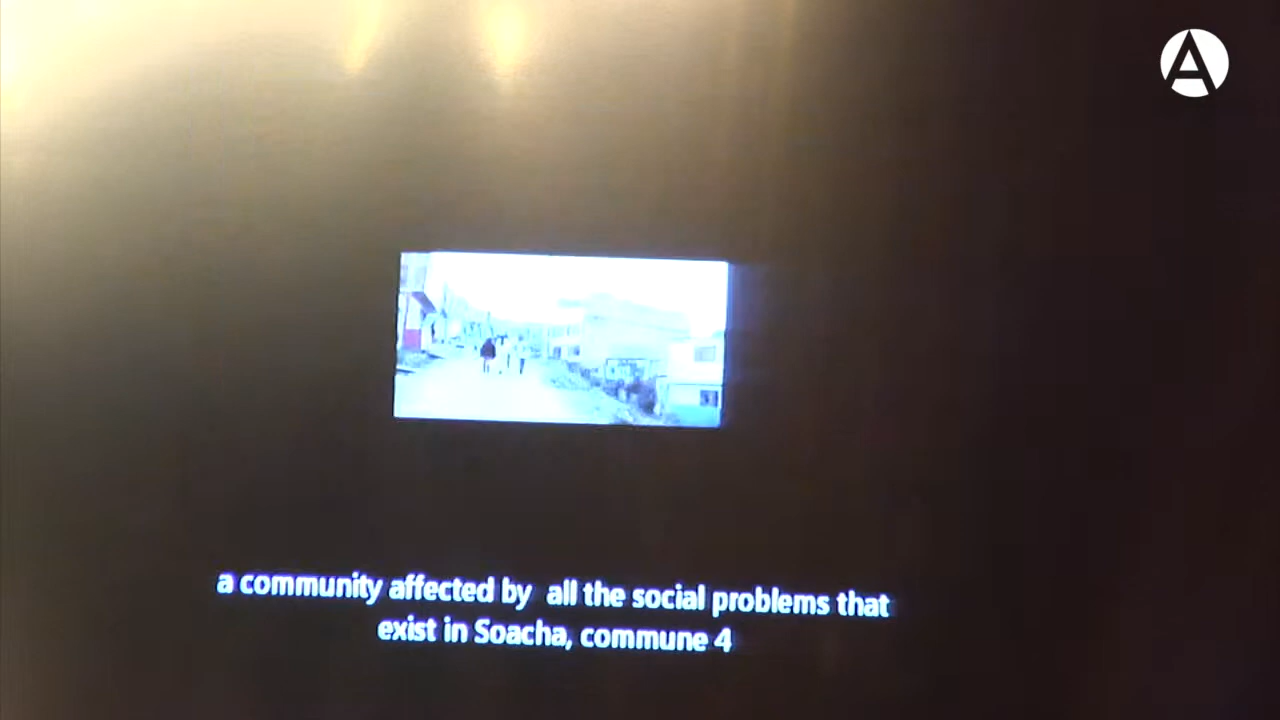 A
a community affected by all the social problems that
exist in Soacha, commune 4